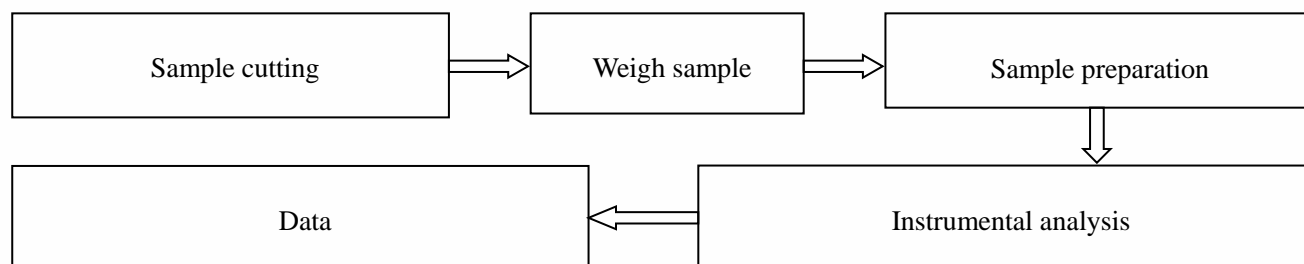 Sample cutting
Weigh sample
Sample preparation
Instrumental analysis
Data